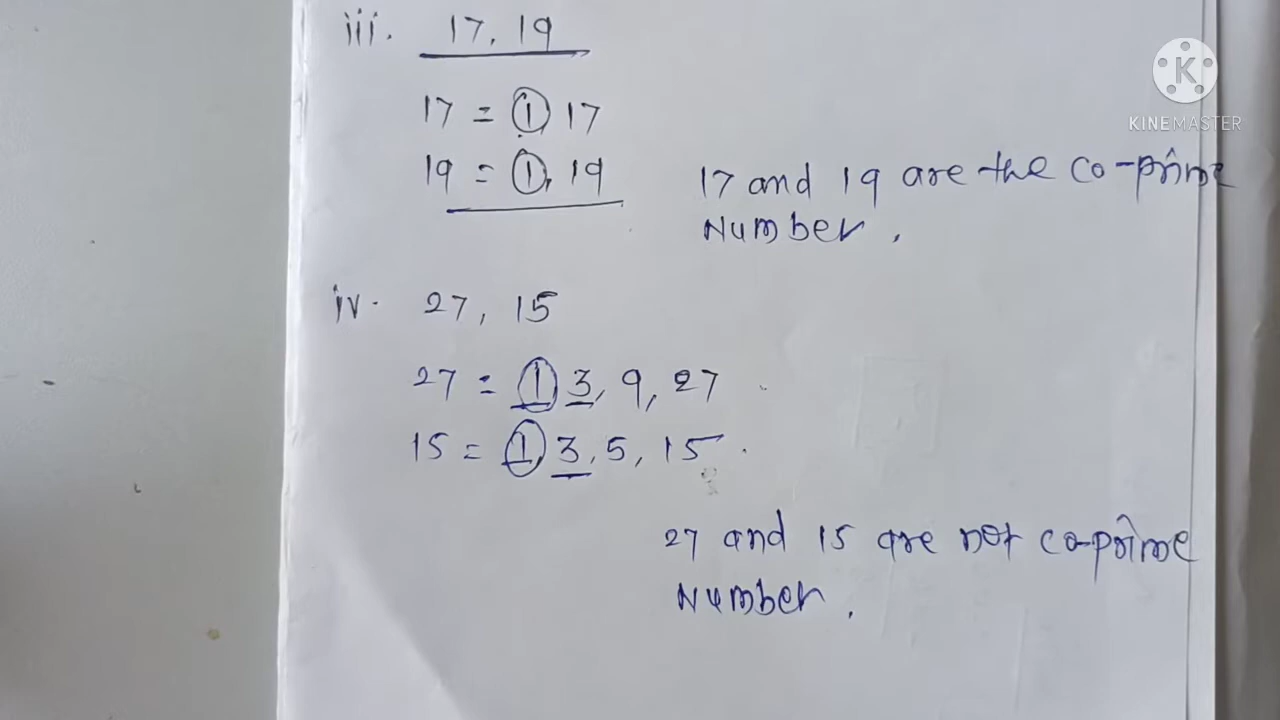 iii. 17, 19
17 = 1, 17
19 = 1, 19
17 and 19 are the co-prime
Number.
iv. 27, 15
27 = 1 3, 9, 27
15 = 1, 3, 5, 15
27 and 15 are not co-prime
Number.
K
KINEMASTER